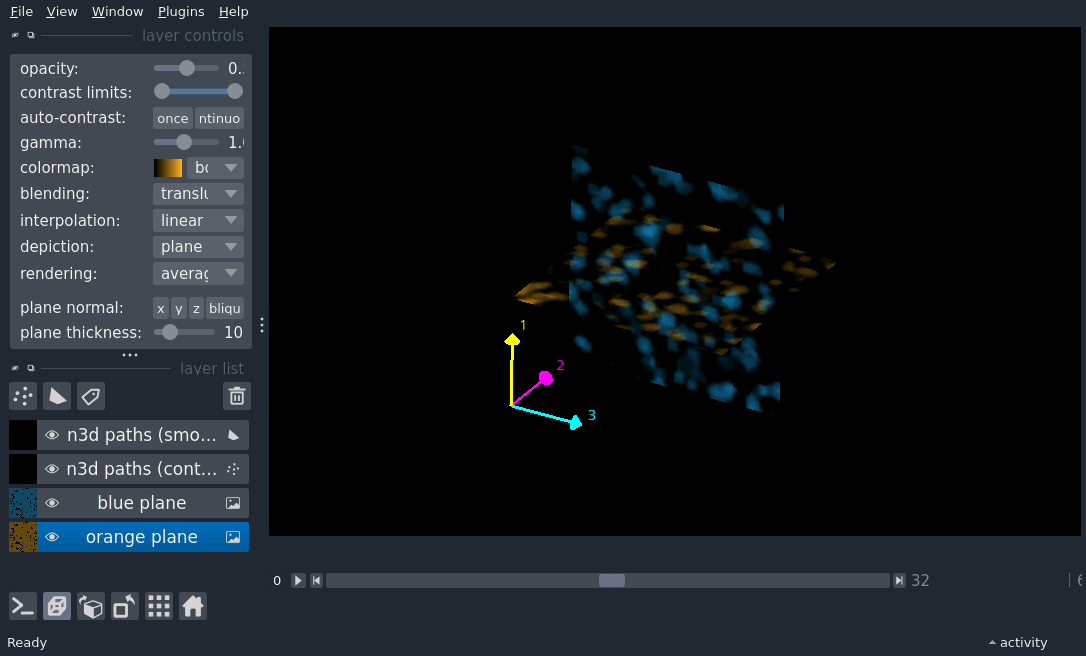 File View Window Plugins Help
layer controls
opacity: 0.
contrast limits:
auto-contrast: once ntinuo
gamma: 1.
colormap: bo
blending: transl
interpolation: linear
depiction: plane
rendering: averag
plane normal: x y z bliqu
plane thickness: 10
layer list
n3d paths (smo...
n3d paths (cont...
blue plane
orange plane
1
2
3
0 32
Ready activity